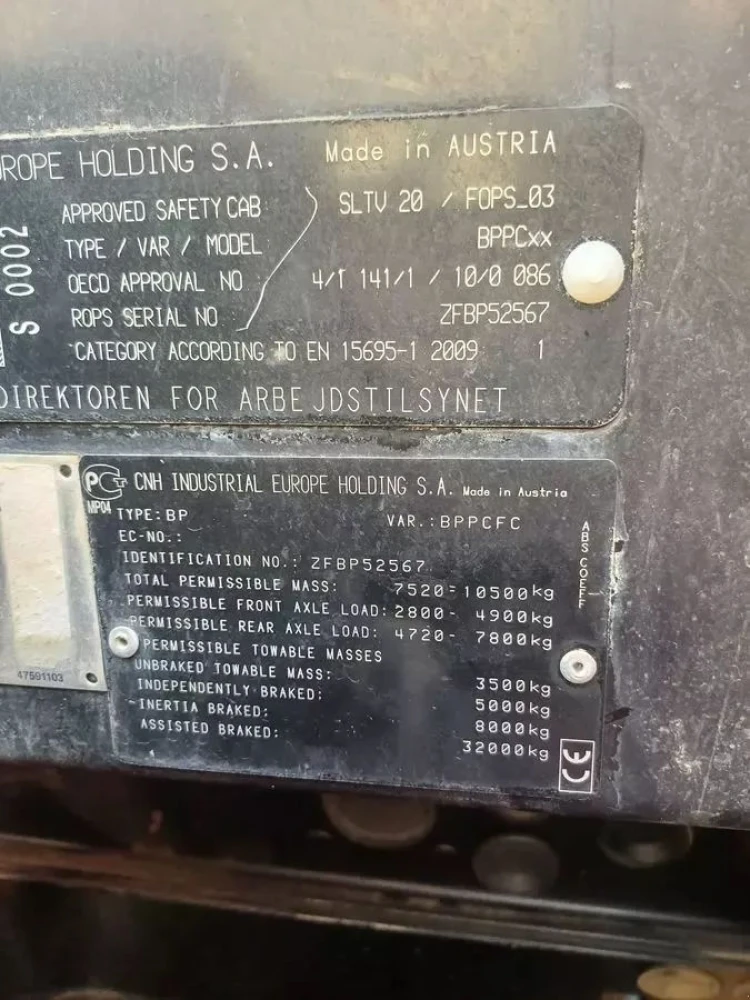 EUROPE HOLDING S.A. Made in AUSTRIA
APPROVED SAFETY CAB SLTV 20 / FOPS_03
TYPE / VAR / MODEL BPPCxx
OECD APPROVAL NO : 4/T 141/1 / 10/0 086
ROPS SERIAL NO ZFBP52567
CATEGORY ACCORDING TO EN 15695-1 2009 1
S 0002
DIREKTOREN FOR ARBEJDSTILSYNET
47591103
PCT
MP04
CNH INDUSTRIAL EUROPE HOLDING S.A. Made in Austria
TYPE: BP VAR.: BPPCFC
EC-NO.:
IDENTIFICATION NO.: ZFBP52567
TOTAL PERMISSIBLE MASS: 7520-10500kg
PERMISSIBLE FRONT AXLE LOAD: 2800- 4900kg
PERMISSIBLE REAR AXLE LOAD: 4720- 7800kg
PERMISSIBLE TOWABLE MASSES
UNBRAKED TOWABLE MASS: 3500kg
INDEPENDENTLY BRAKED: 5000kg
INERTIA BRAKED: 8000kg
ASSISTED BRAKED: 32000kg
ABS COEFF
CE